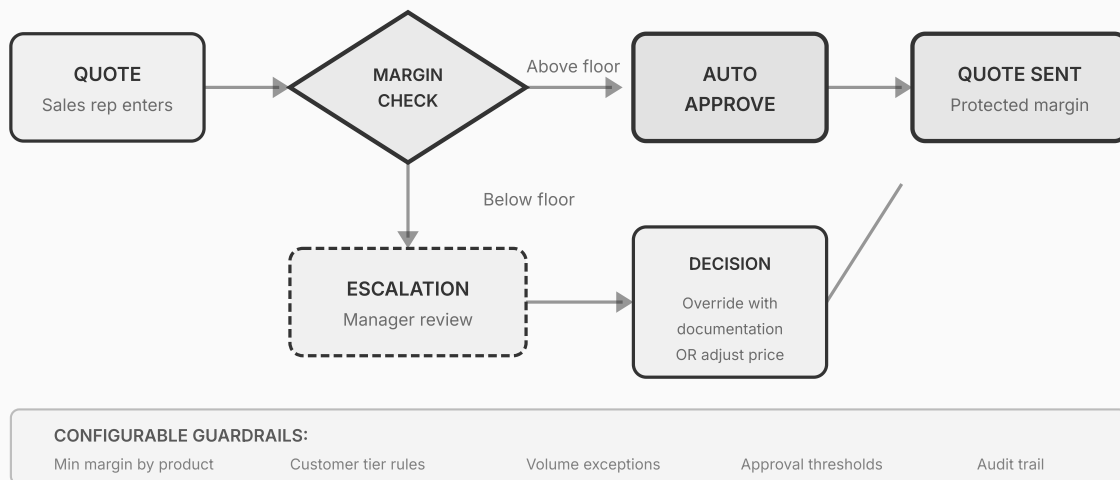 QUOTE
Sales rep enters
MARGIN
CHECK
Above floor
AUTO
APPROVE
QUOTE SENT
Protected margin
Below floor
ESCALATION
Manager review
DECISION
Override with
documentation
OR adjust price
CONFIGURABLE GUARDRAILS:
Min margin by product
Customer tier rules
Volume exceptions
Approval thresholds
Audit trail